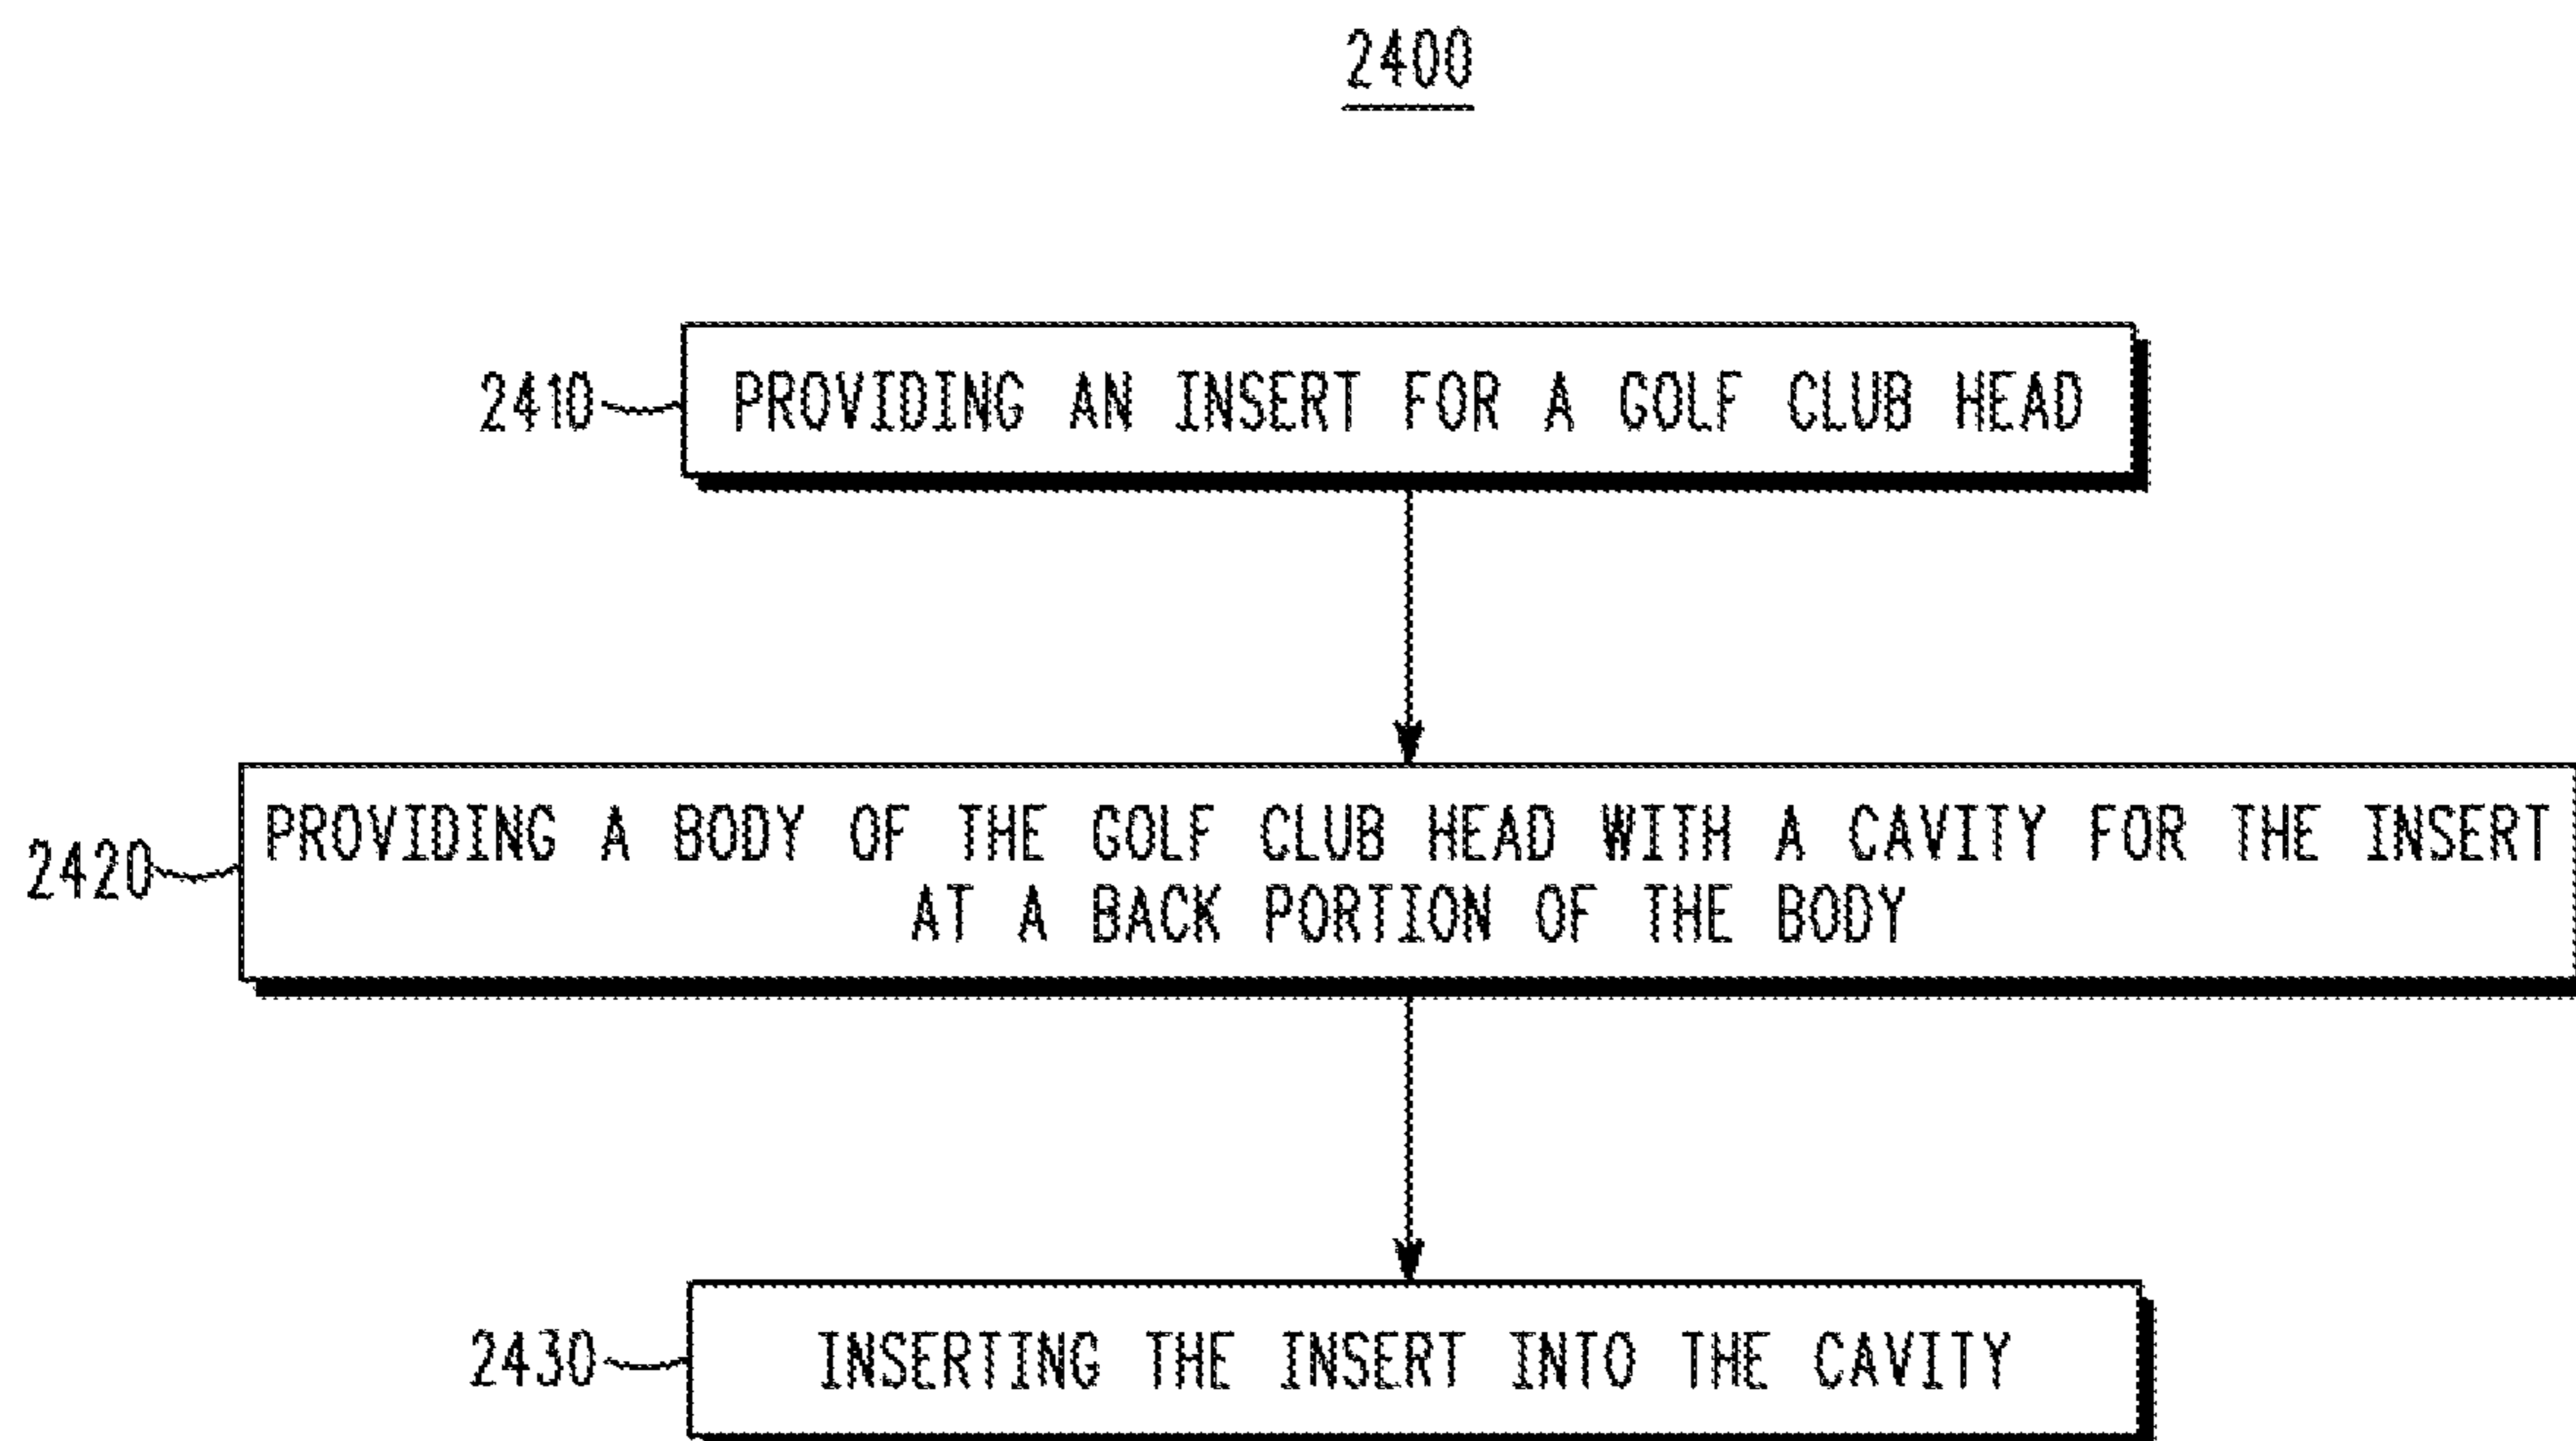 2400
2410
PROVIDING AN INSERT FOR A GOLF CLUB HEAD
2420
PROVIDING A BODY OF THE GOLF CLUB HEAD WITH A CAVITY FOR THE INSERT
AT A BACK PORTION OF THE BODY
2430
INSERTING THE INSERT INTO THE CAVITY